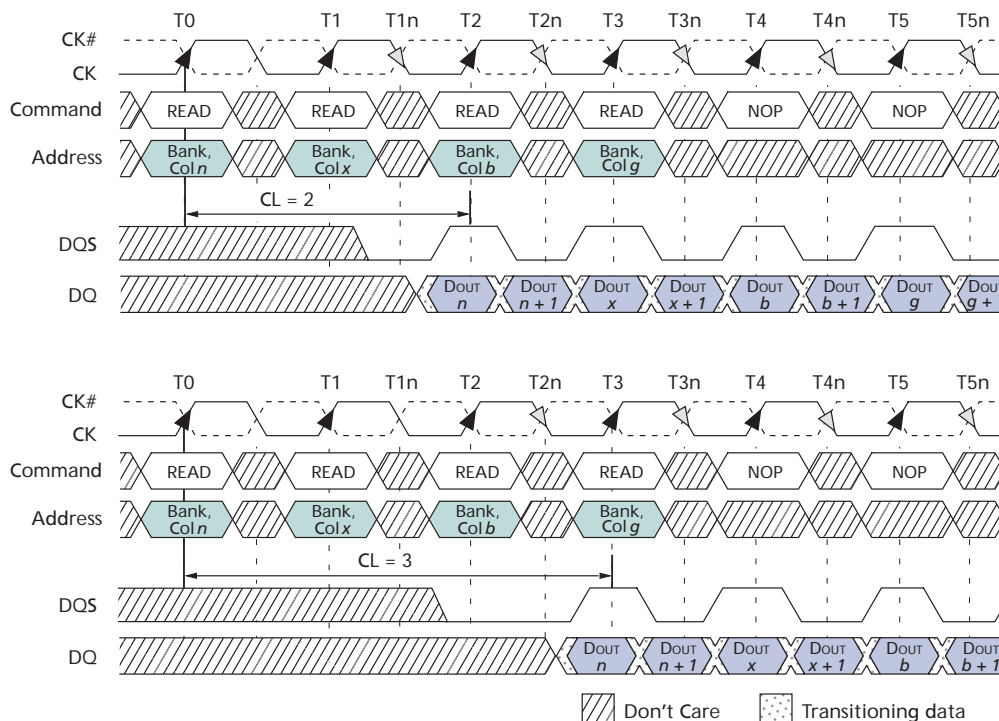 T0 T1 T1n T2 T2n T3 T3n T4 T4n T5 T5n
CK#
CK
Command READ READ READ READ NOP NOP
Address Bank, Col n Bank, Col x Bank, Col b Bank, Col g
CL = 2
DQS
DQ DOUT n DOUT n + 1 DOUT x DOUT x + 1 DOUT b DOUT b + 1 DOUT g DOUT g +
T0 T1 T1n T2 T2n T3 T3n T4 T4n T5 T5n
CK#
CK
Command READ READ READ READ NOP NOP
Address Bank, Col n Bank, Col x Bank, Col b Bank, Col g
CL = 3
DQS
DQ DOUT n DOUT n + 1 DOUT x DOUT x + 1 DOUT b DOUT b + 1
Don't Care Transitioning data